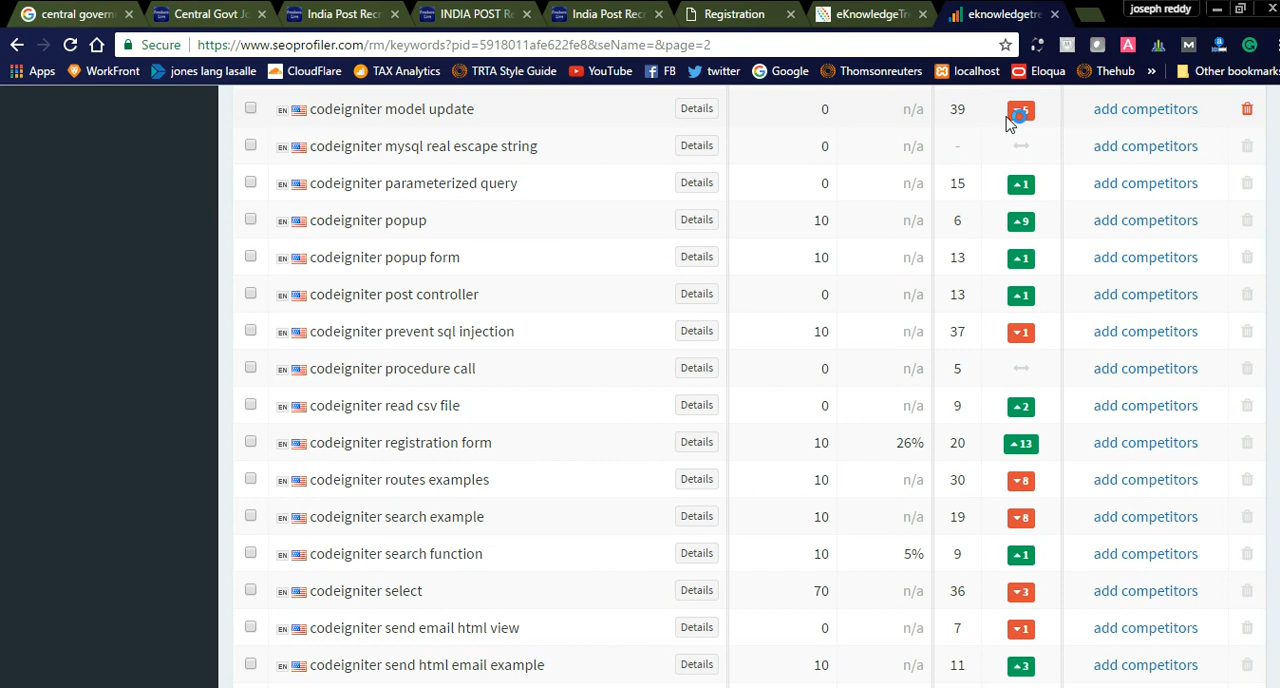 central governr Central Govt J India Post Recr INDIA POST R India Post Recr Registration eKnowledgeTre eknowledgetre joseph reddy
Secure https://www.seoprofiler.com/rm/keywords?pid=5918011afe622fe8&seName=&page=2
Apps WorkFront jones lang lasalle CloudFlare TAX Analytics TRTA Style Guide YouTube FB twitter Google Thomsonreuters localhost Eloqua Thehub » Other bookmarks
EN codeigniter model update Details 0 n/a 39 5 add competitors
EN codeigniter mysql real escape string Details 0 n/a - add competitors
EN codeigniter parameterized query Details 0 n/a 15 1 add competitors
EN codeigniter popup Details 10 n/a 6 9 add competitors
EN codeigniter popup form Details 10 n/a 13 1 add competitors
EN codeigniter post controller Details 0 n/a 13 1 add competitors
EN codeigniter prevent sql injection Details 10 n/a 37 1 add competitors
EN codeigniter procedure call Details 0 n/a 5 add competitors
EN codeigniter read csv file Details 0 n/a 9 2 add competitors
EN codeigniter registration form Details 10 26% 20 13 add competitors
EN codeigniter routes examples Details 10 n/a 30 8 add competitors
EN codeigniter search example Details 10 n/a 19 8 add competitors
EN codeigniter search function Details 10 5% 9 1 add competitors
EN codeigniter select Details 70 n/a 36 3 add competitors
EN codeigniter send email html view Details 0 n/a 7 1 add competitors
EN codeigniter send html email example Details 10 n/a 11 3 add competitors